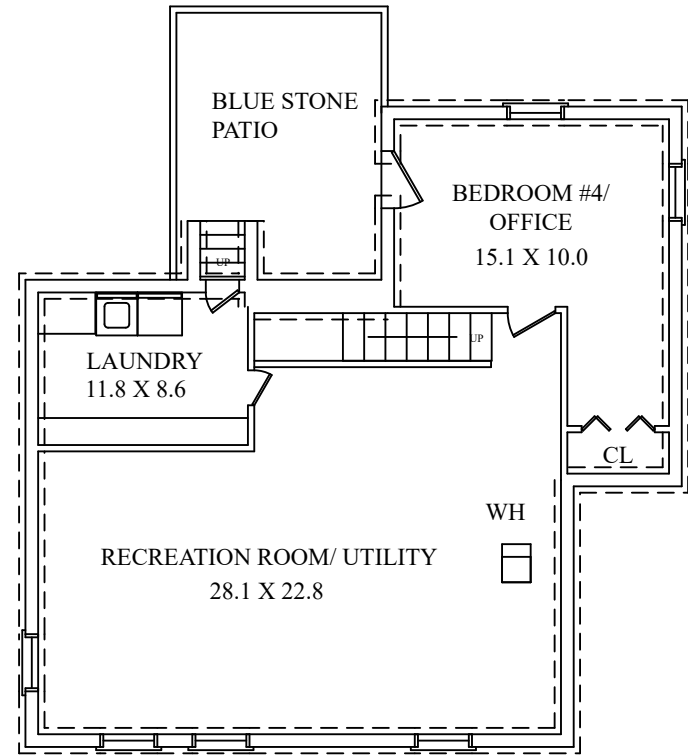 BLUE STONE
PATIO
BEDROOM #4/
OFFICE
15.1 X 10.0
UP
UP
LAUNDRY
11.8 X 8.6
CL
WH
RECREATION ROOM/ UTILITY
28.1 X 22.8